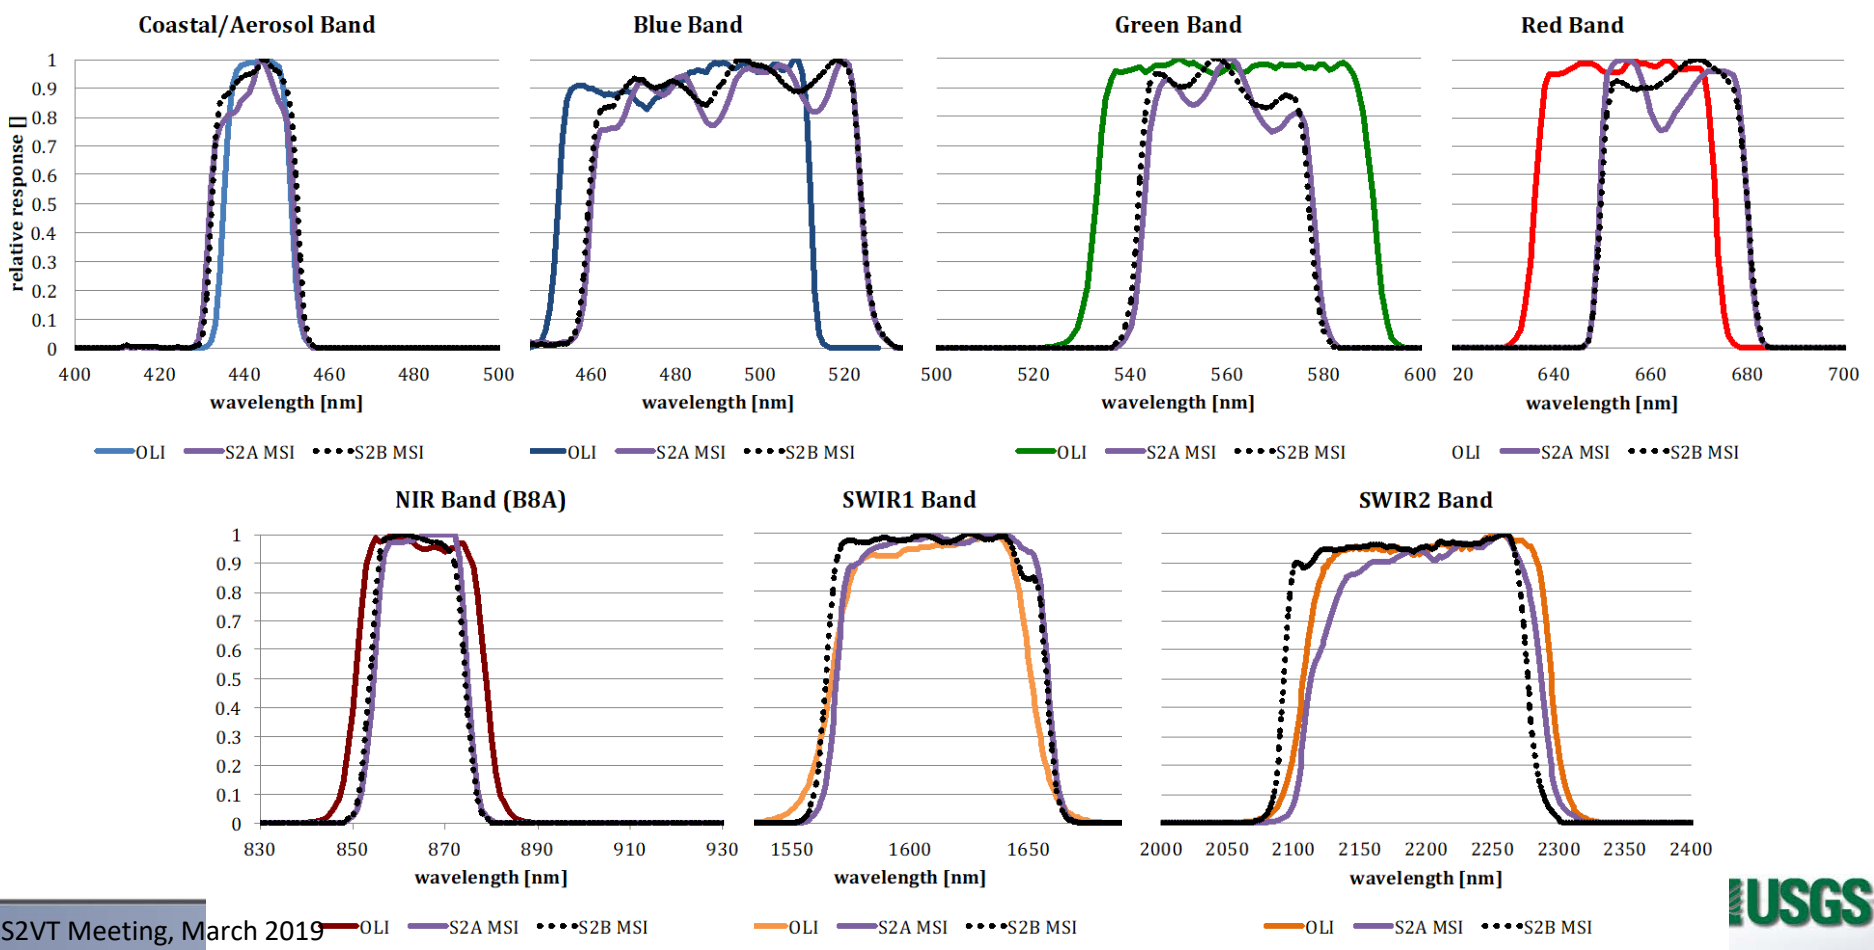 Coastal/Aerosol Band
Blue Band
Green Band
Red Band
relative response []
1
0.9
0.8
0.7
0.6
0.5
0.4
0.3
0.2
0.1
0
400 420 440 460 480 500
460 480 500 520
500 520 540 560 580 600
20 640 660 680 700
wavelength [nm]
wavelength [nm]
wavelength [nm]
wavelength [nm]
OLI S2A MSI S2B MSI
OLI S2A MSI S2B MSI
OLI S2A MSI S2B MSI
OLI S2A MSI S2B MSI
NIR Band (B8A)
SWIR1 Band
SWIR2 Band
1
0.9
0.8
0.7
0.6
0.5
0.4
0.3
0.2
0.1
0
830 850 870 890 910 930
1550 1600 1650
2000 2050 2100 2150 2200 2250 2300 2350 2400
wavelength [nm]
wavelength [nm]
wavelength [nm]
S2VT Meeting, March 2019
OLI S2A MSI S2B MSI
OLI S2A MSI S2B MSI
OLI S2A MSI S2B MSI
USGS